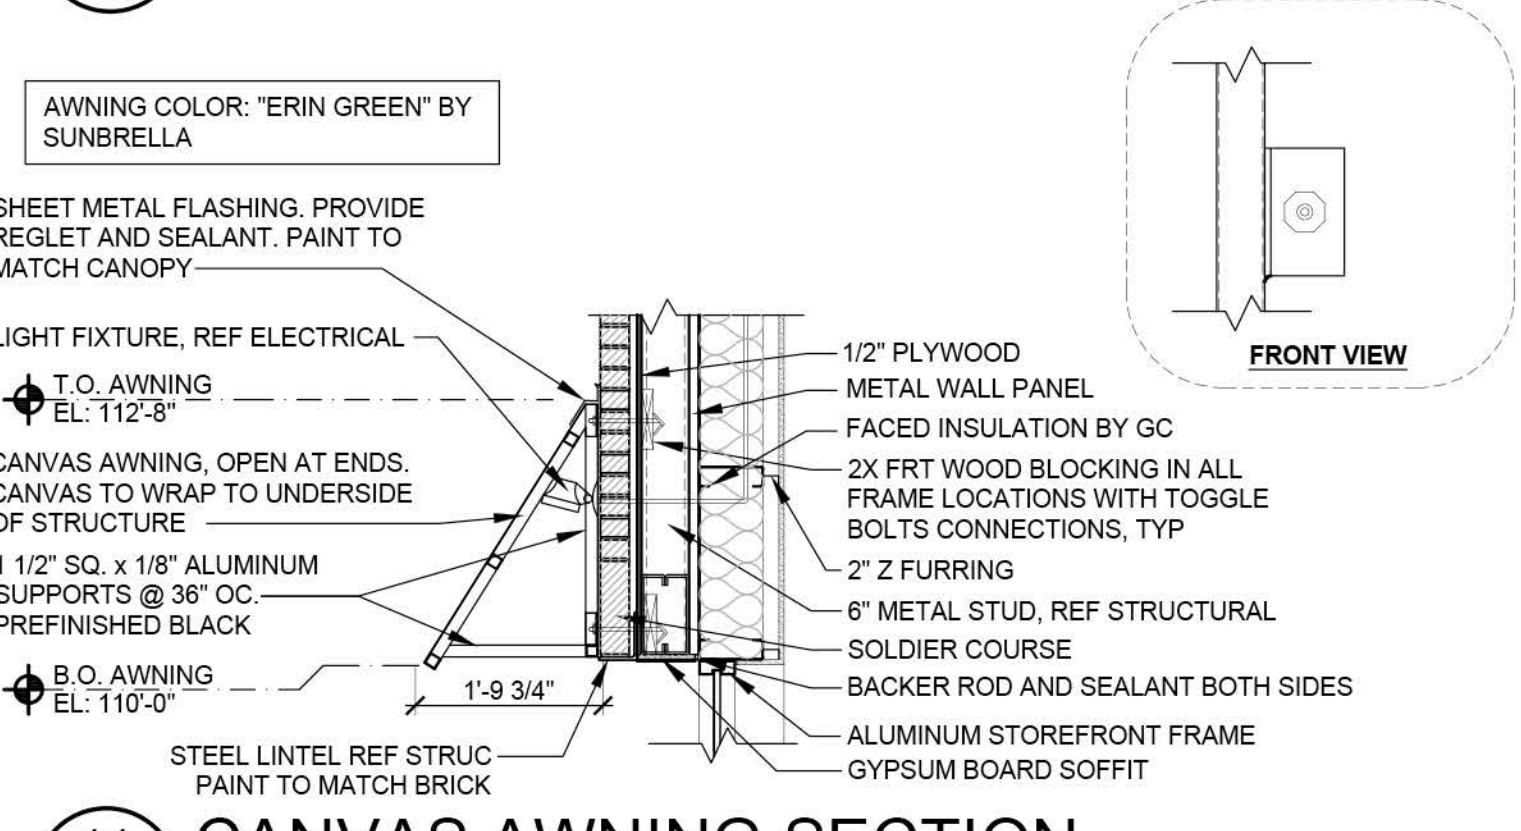 AWNING COLOR: "ERIN GREEN" BY
SUNBRELLA
SHEET METAL FLASHING. PROVIDE
REGLET AND SEALANT. PAINT TO
MATCH CANOPY
LIGHT FIXTURE, REF ELECTRICAL
T.O. AWNING
EL: 112'-8"
CANVAS AWNING, OPEN AT ENDS.
CANVAS TO WRAP TO UNDERSIDE
OF STRUCTURE
1 1/2" SQ. x 1/8" ALUMINUM
SUPPORTS @ 36" OC.
PREFINISHED BLACK
B.O. AWNING
EL: 110'-0"
1'-9 3/4"
STEEL LINTEL REF STRUC
PAINT TO MATCH BRICK
1/2" PLYWOOD
METAL WALL PANEL
FACED INSULATION BY GC
2X FRT WOOD BLOCKING IN ALL
FRAME LOCATIONS WITH TOGGLE
BOLTS CONNECTIONS, TYP
2" Z FURRING
6" METAL STUD, REF STRUCTURAL
SOLDIER COURSE
BACKER ROD AND SEALANT BOTH SIDES
ALUMINUM STOREFRONT FRAME
GYPSUM BOARD SOFFIT
FRONT VIEW
CANVAS AWNING SECTION